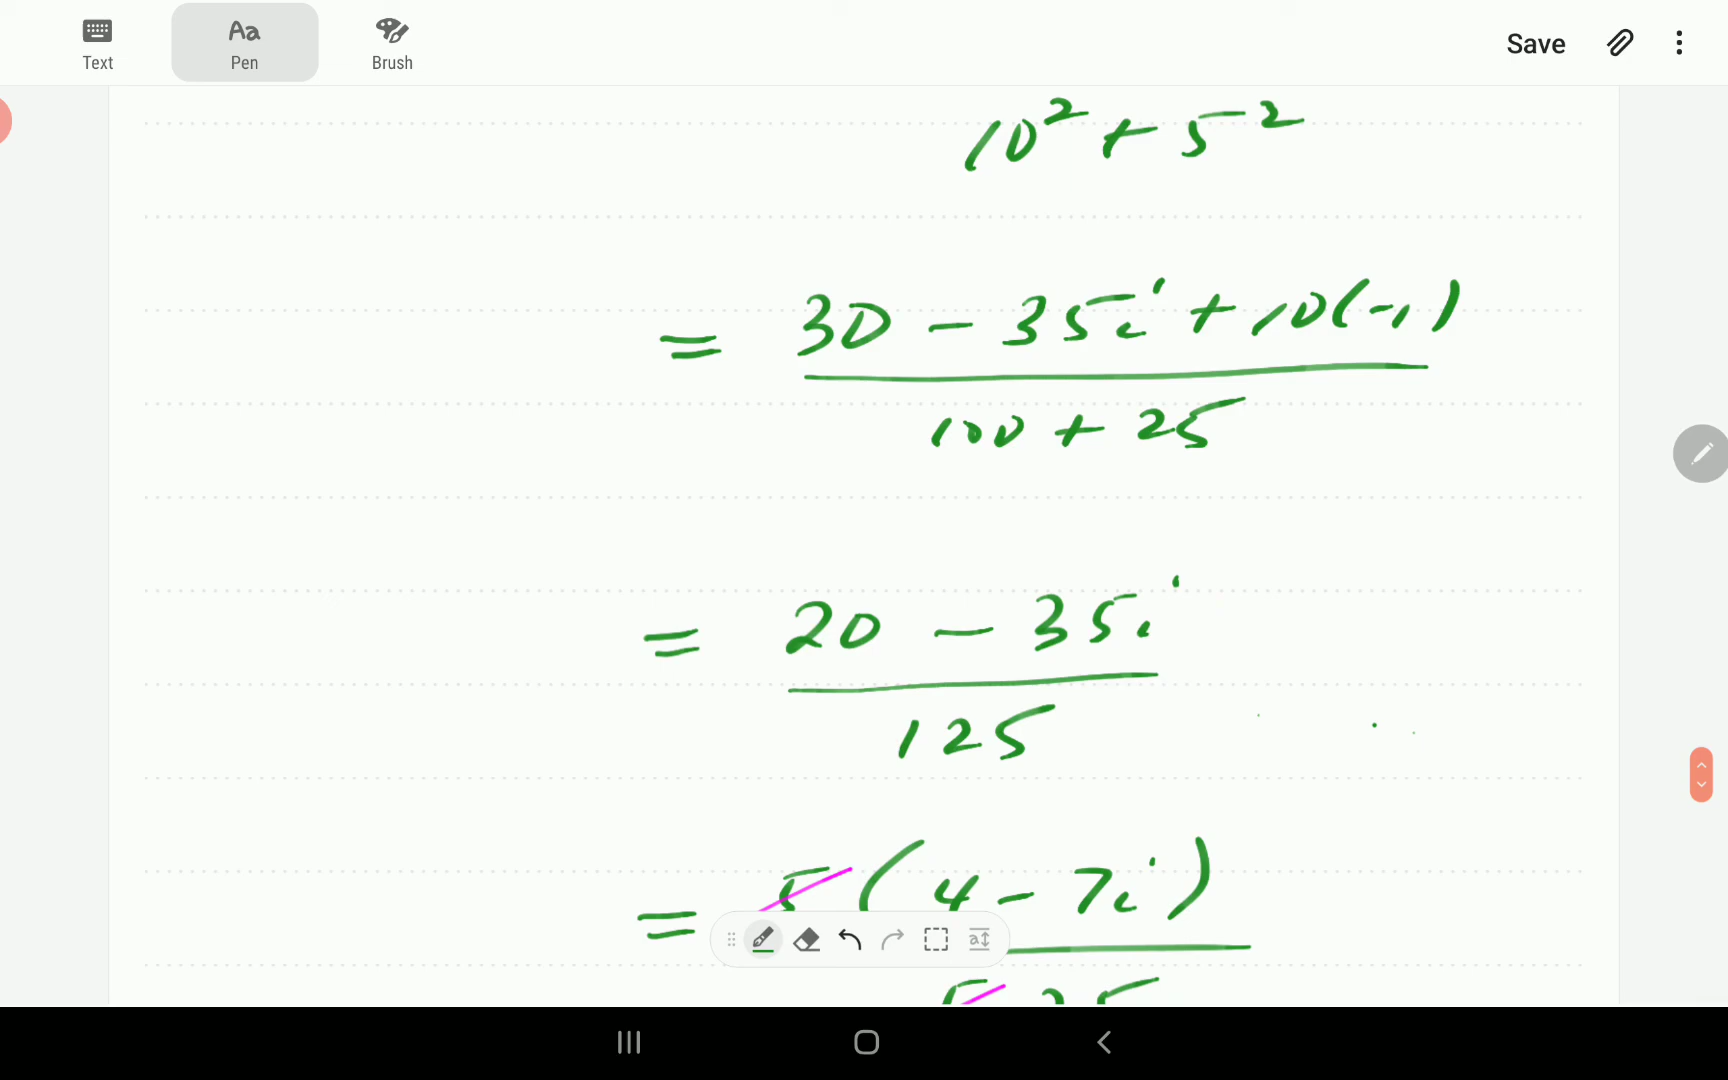 Text Pen Brush Save
10² + 5²
= 30 - 35i + 10(-1)
100 + 25
= 20 - 35i
125
= 5(4 - 7i)